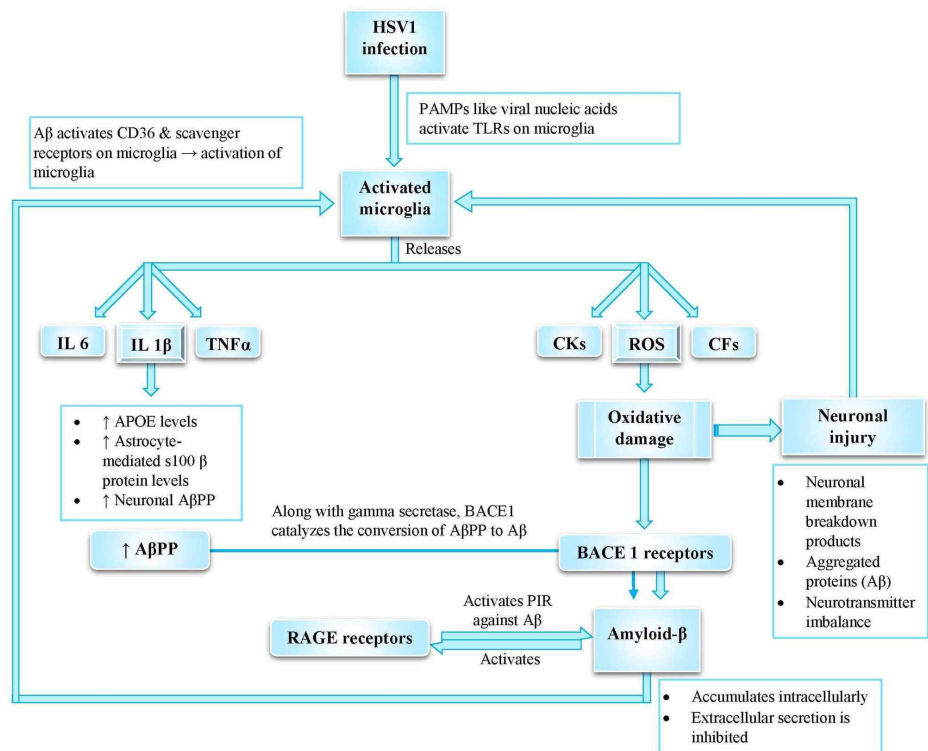 HSV1
infection
PAMPs like viral nucleic acids
activate TLRs on microglia
Aβ activates CD36 & scavenger
receptors on microglia → activation of
microglia
Activated
microglia
Releases
IL 6
IL 1β
TNFα
CKs
ROS
CFs
• ↑ APOE levels
• ↑ Astrocyte-
mediated s100 β
protein levels
• ↑ Neuronal AβPP
Oxidative
damage
Neuronal
injury
• Neuronal
membrane
breakdown
products
• Aggregated
proteins (Aβ)
• Neurotransmitter
imbalance
Along with gamma secretase, BACE1
catalyzes the conversion of AβPP to Aβ
↑ AβPP
BACE 1 receptors
Activates PIR
against Aβ
RAGE receptors
Activates
Amyloid-β
• Accumulates intracellularly
• Extracellular secretion is
inhibited